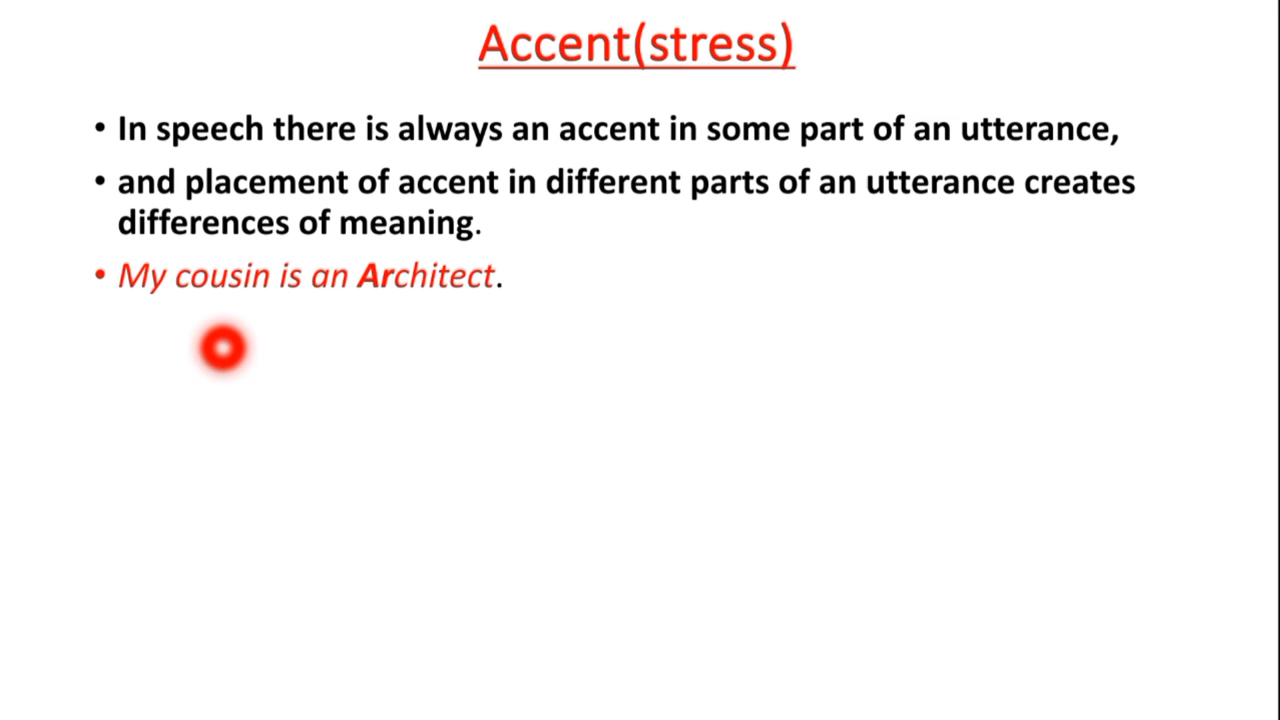 Accent(stress)
• In speech there is always an accent in some part of an utterance,
• and placement of accent in different parts of an utterance creates
differences of meaning.
• My cousin is an Architect.